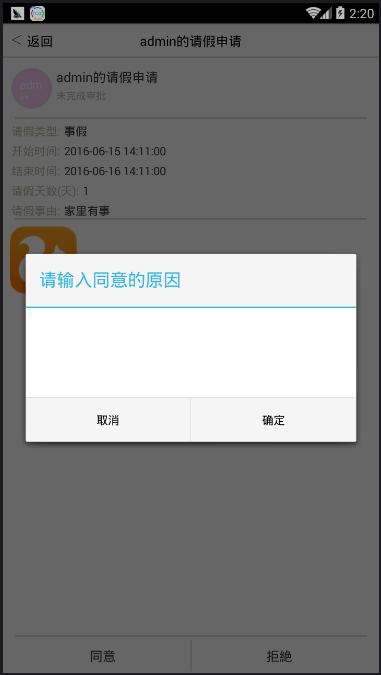 2:20
< 返回 admin的请假申请
adm
admin的请假申请
未完成审批
请假类型: 事假
开始时间: 2016-06-15 14:11:00
结束时间: 2016-06-16 14:11:00
请假天数(天): 1
请假事由: 家里有事
请输入同意的原因
取消 确定
同意 拒絶